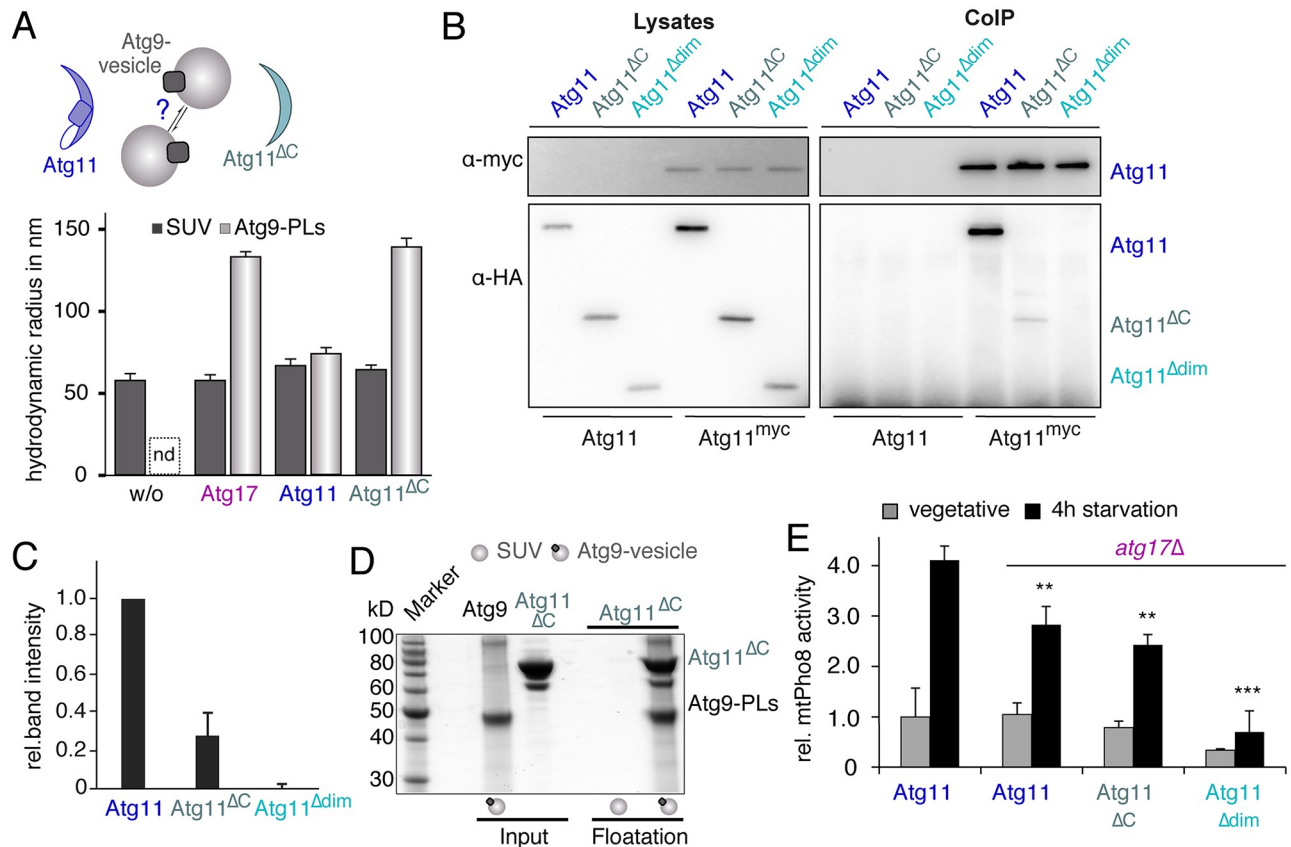 A
Atg9-
vesicle
?
Atg11
Atg11ΔC
SUV Atg9-PLs
hydrodynamic radius in nm
150
100
50
0
nd
w/o Atg17 Atg11 Atg11ΔC
B
Lysates CoIP
Atg11 Atg11ΔC Atg11Δdim Atg11 Atg11ΔC Atg11Δdim Atg11 Atg11ΔC Atg11Δdim Atg11 Atg11ΔC Atg11Δdim
α-myc
Atg11
α-HA
Atg11
Atg11ΔC
Atg11Δdim
Atg11 Atg11myc Atg11 Atg11myc
C
rel.band intensity
1.0
0.8
0.6
0.4
0.2
0
Atg11 Atg11ΔC Atg11Δdim
D
SUV Atg9-vesicle
kD Marker Atg9 Atg11 ΔC Atg11 ΔC
100
80
60
50
40
30
Atg11ΔC
Atg9-PLs
Input Floatation
E
vegetative 4h starvation
atg17Δ
rel. mtPho8 activity
4.0
3.0
2.0
1.0
0
** ** ***
Atg11 Atg11 Atg11 Atg11
ΔC Δdim